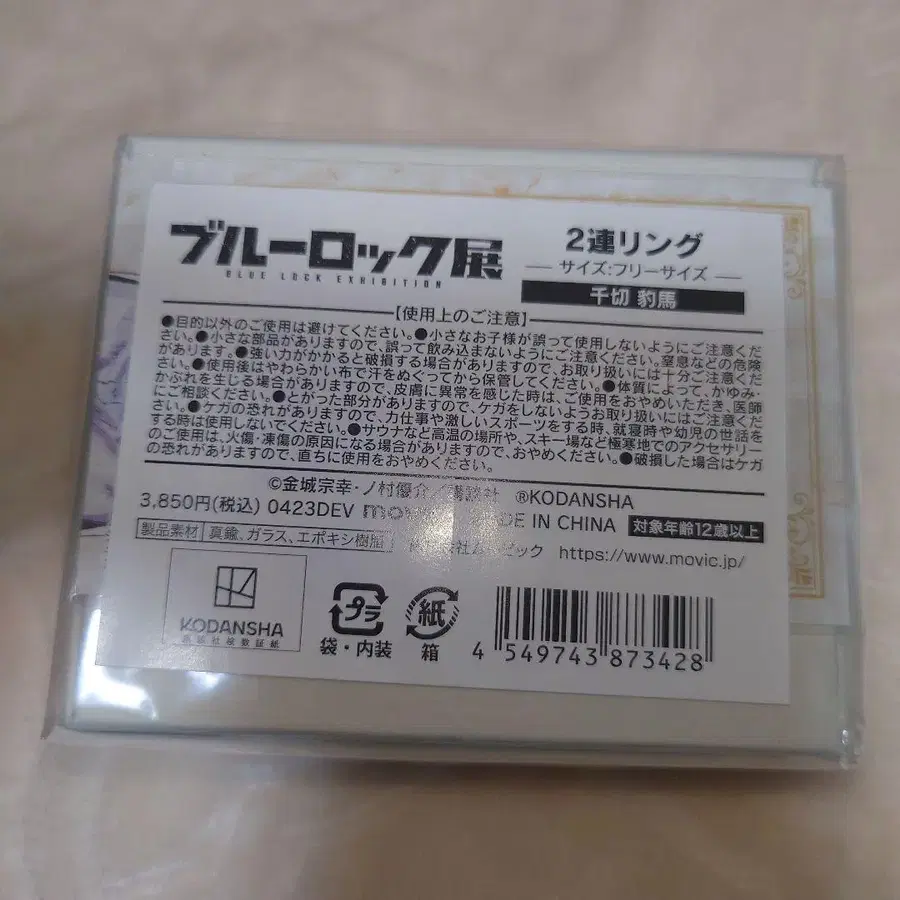 ブルーロック展
BLUE LOCK EXHIBITION
2連リング
サイズ:フリーサイズ
千切 豹馬
【使用上のご注意】
●目的以外のご使用は避けてください。●小さなお子様が誤って使用しないようにご注意くだ
さい。●小さな部品がありますので、誤って飲み込まないようにご注意ください。窒息などの危険
があります。●強い力がかかると破損する場合がありますので、お取り扱いには十分ご注意くだ
さい。●使用後はやわらかい布で汗をぬぐってから保管してください。●体質によって、かゆみ・
かぶれを生じる場合がありますので、皮膚に異常を感じた時は、ご使用をおやめいただき、医師
にご相談ください。●とがった部分がありますので、ケガをしないようお取り扱いにはご注意くだ
さい。●ケガの恐れがありますので、力仕事や激しいスポーツをする時、就寝時や幼児の世話を
する時は使用しないでください。●サウナなど高温の場所や、スキー場など極寒地でのアクセサリー
のご使用は、火傷・凍傷の原因になる場合がありますので、おやめください。●破損した場合はケガ
の恐れがありますので、直ちに使用をおやめください。
©金城宗幸・ノ村優介/講談社 ®KODANSHA
3,850円(税込) 0423DEV MADE IN CHINA 対象年齢12歳以上
製品素材 真鍮、ガラス、エポキシ樹脂 https://www.movic.jp/
KODANSHA
講談社検数証紙
プラ
袋・内装
紙
箱
4 549743 873428